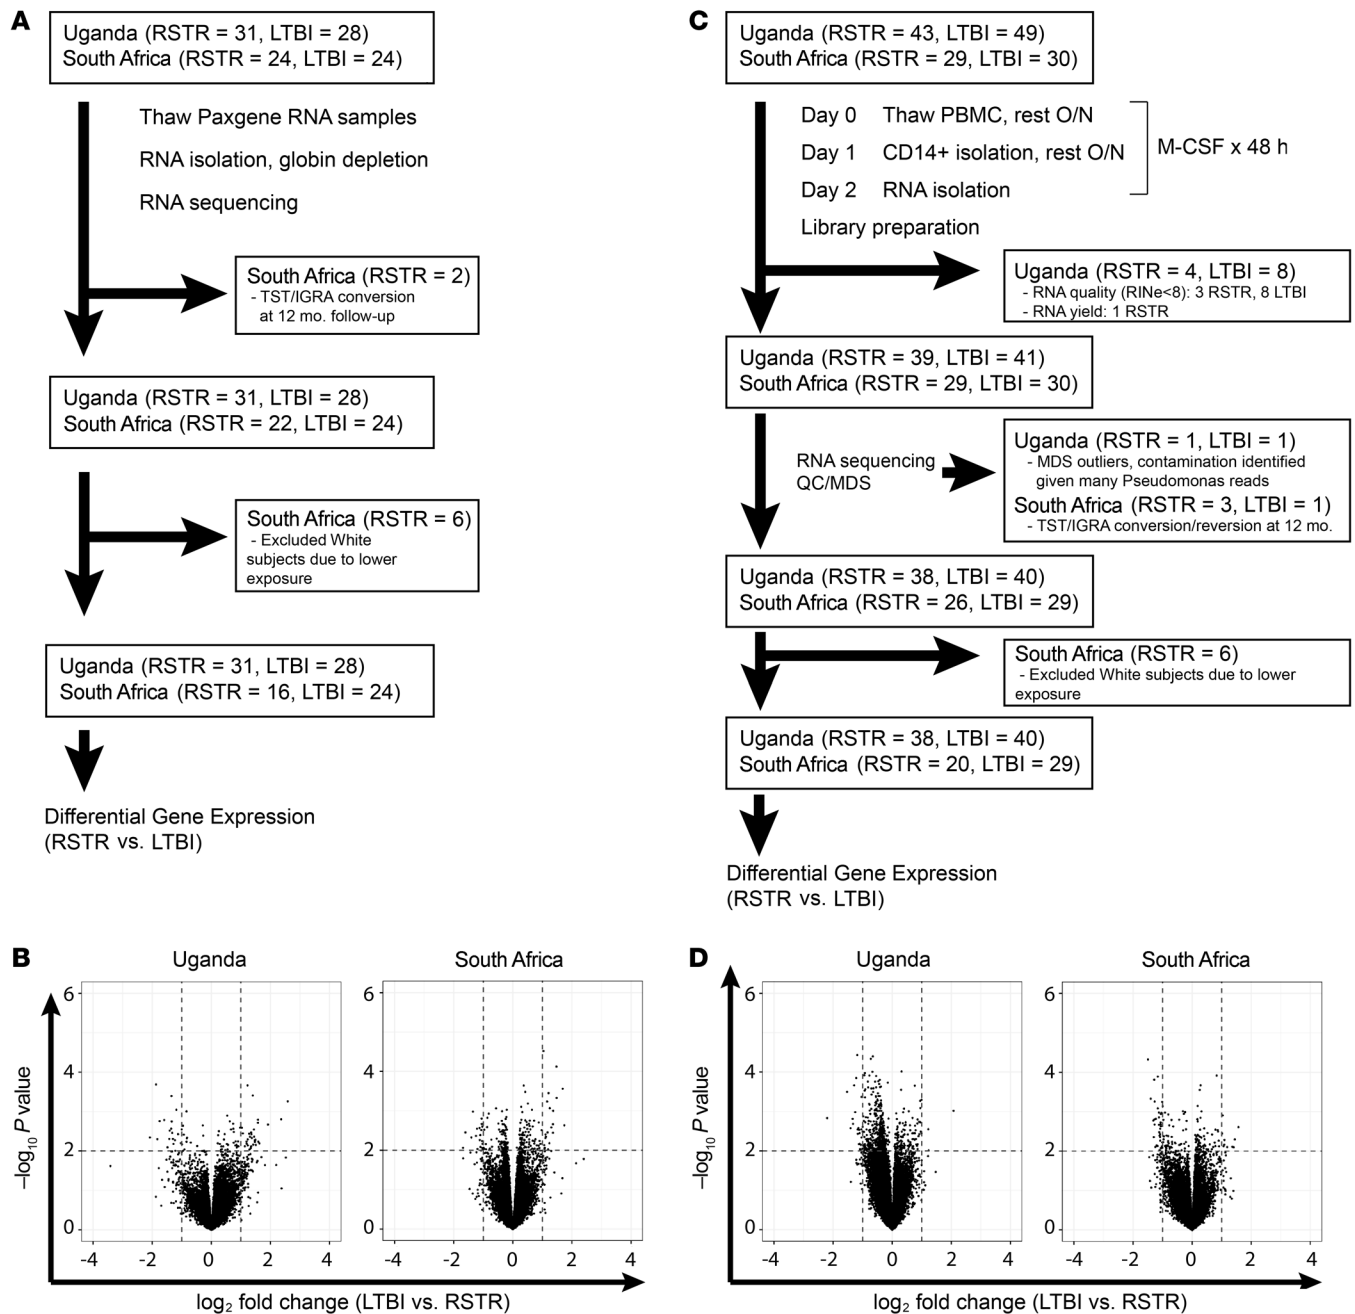 A
Uganda (RSTR = 31, LTBI = 28)
South Africa (RSTR = 24, LTBI = 24)
Thaw Paxgene RNA samples
RNA isolation, globin depletion
RNA sequencing
South Africa (RSTR = 2)
- TST/IGRA conversion
at 12 mo. follow-up
Uganda (RSTR = 31, LTBI = 28)
South Africa (RSTR = 22, LTBI = 24)
South Africa (RSTR = 6)
- Excluded White
subjects due to lower
exposure
Uganda (RSTR = 31, LTBI = 28)
South Africa (RSTR = 16, LTBI = 24)
Differential Gene Expression
(RSTR vs. LTBI)
C
Uganda (RSTR = 43, LTBI = 49)
South Africa (RSTR = 29, LTBI = 30)
Day 0 Thaw PBMC, rest O/N
Day 1 CD14+ isolation, rest O/N
Day 2 RNA isolation
M-CSF x 48 h
Library preparation
Uganda (RSTR = 4, LTBI = 8)
- RNA quality (RINe<8): 3 RSTR, 8 LTBI
- RNA yield: 1 RSTR
Uganda (RSTR = 39, LTBI = 41)
South Africa (RSTR = 29, LTBI = 30)
RNA sequencing
QC/MDS
Uganda (RSTR = 1, LTBI = 1)
- MDS outliers, contamination identified
given many Pseudomonas reads
South Africa (RSTR = 3, LTBI = 1)
- TST/IGRA conversion/reversion at 12 mo.
Uganda (RSTR = 38, LTBI = 40)
South Africa (RSTR = 26, LTBI = 29)
South Africa (RSTR = 6)
- Excluded White subjects due to lower
exposure
Uganda (RSTR = 38, LTBI = 40)
South Africa (RSTR = 20, LTBI = 29)
Differential Gene Expression
(RSTR vs. LTBI)
B
Uganda
South Africa
–log10 P value
6
4
2
0
-4 -2 0 2 4
6
4
2
0
-4 -2 0 2 4
log2 fold change (LTBI vs. RSTR)
D
Uganda
South Africa
–log10 P value
6
4
2
0
-4 -2 0 2 4
6
4
2
0
-4 -2 0 2 4
log2 fold change (LTBI vs. RSTR)